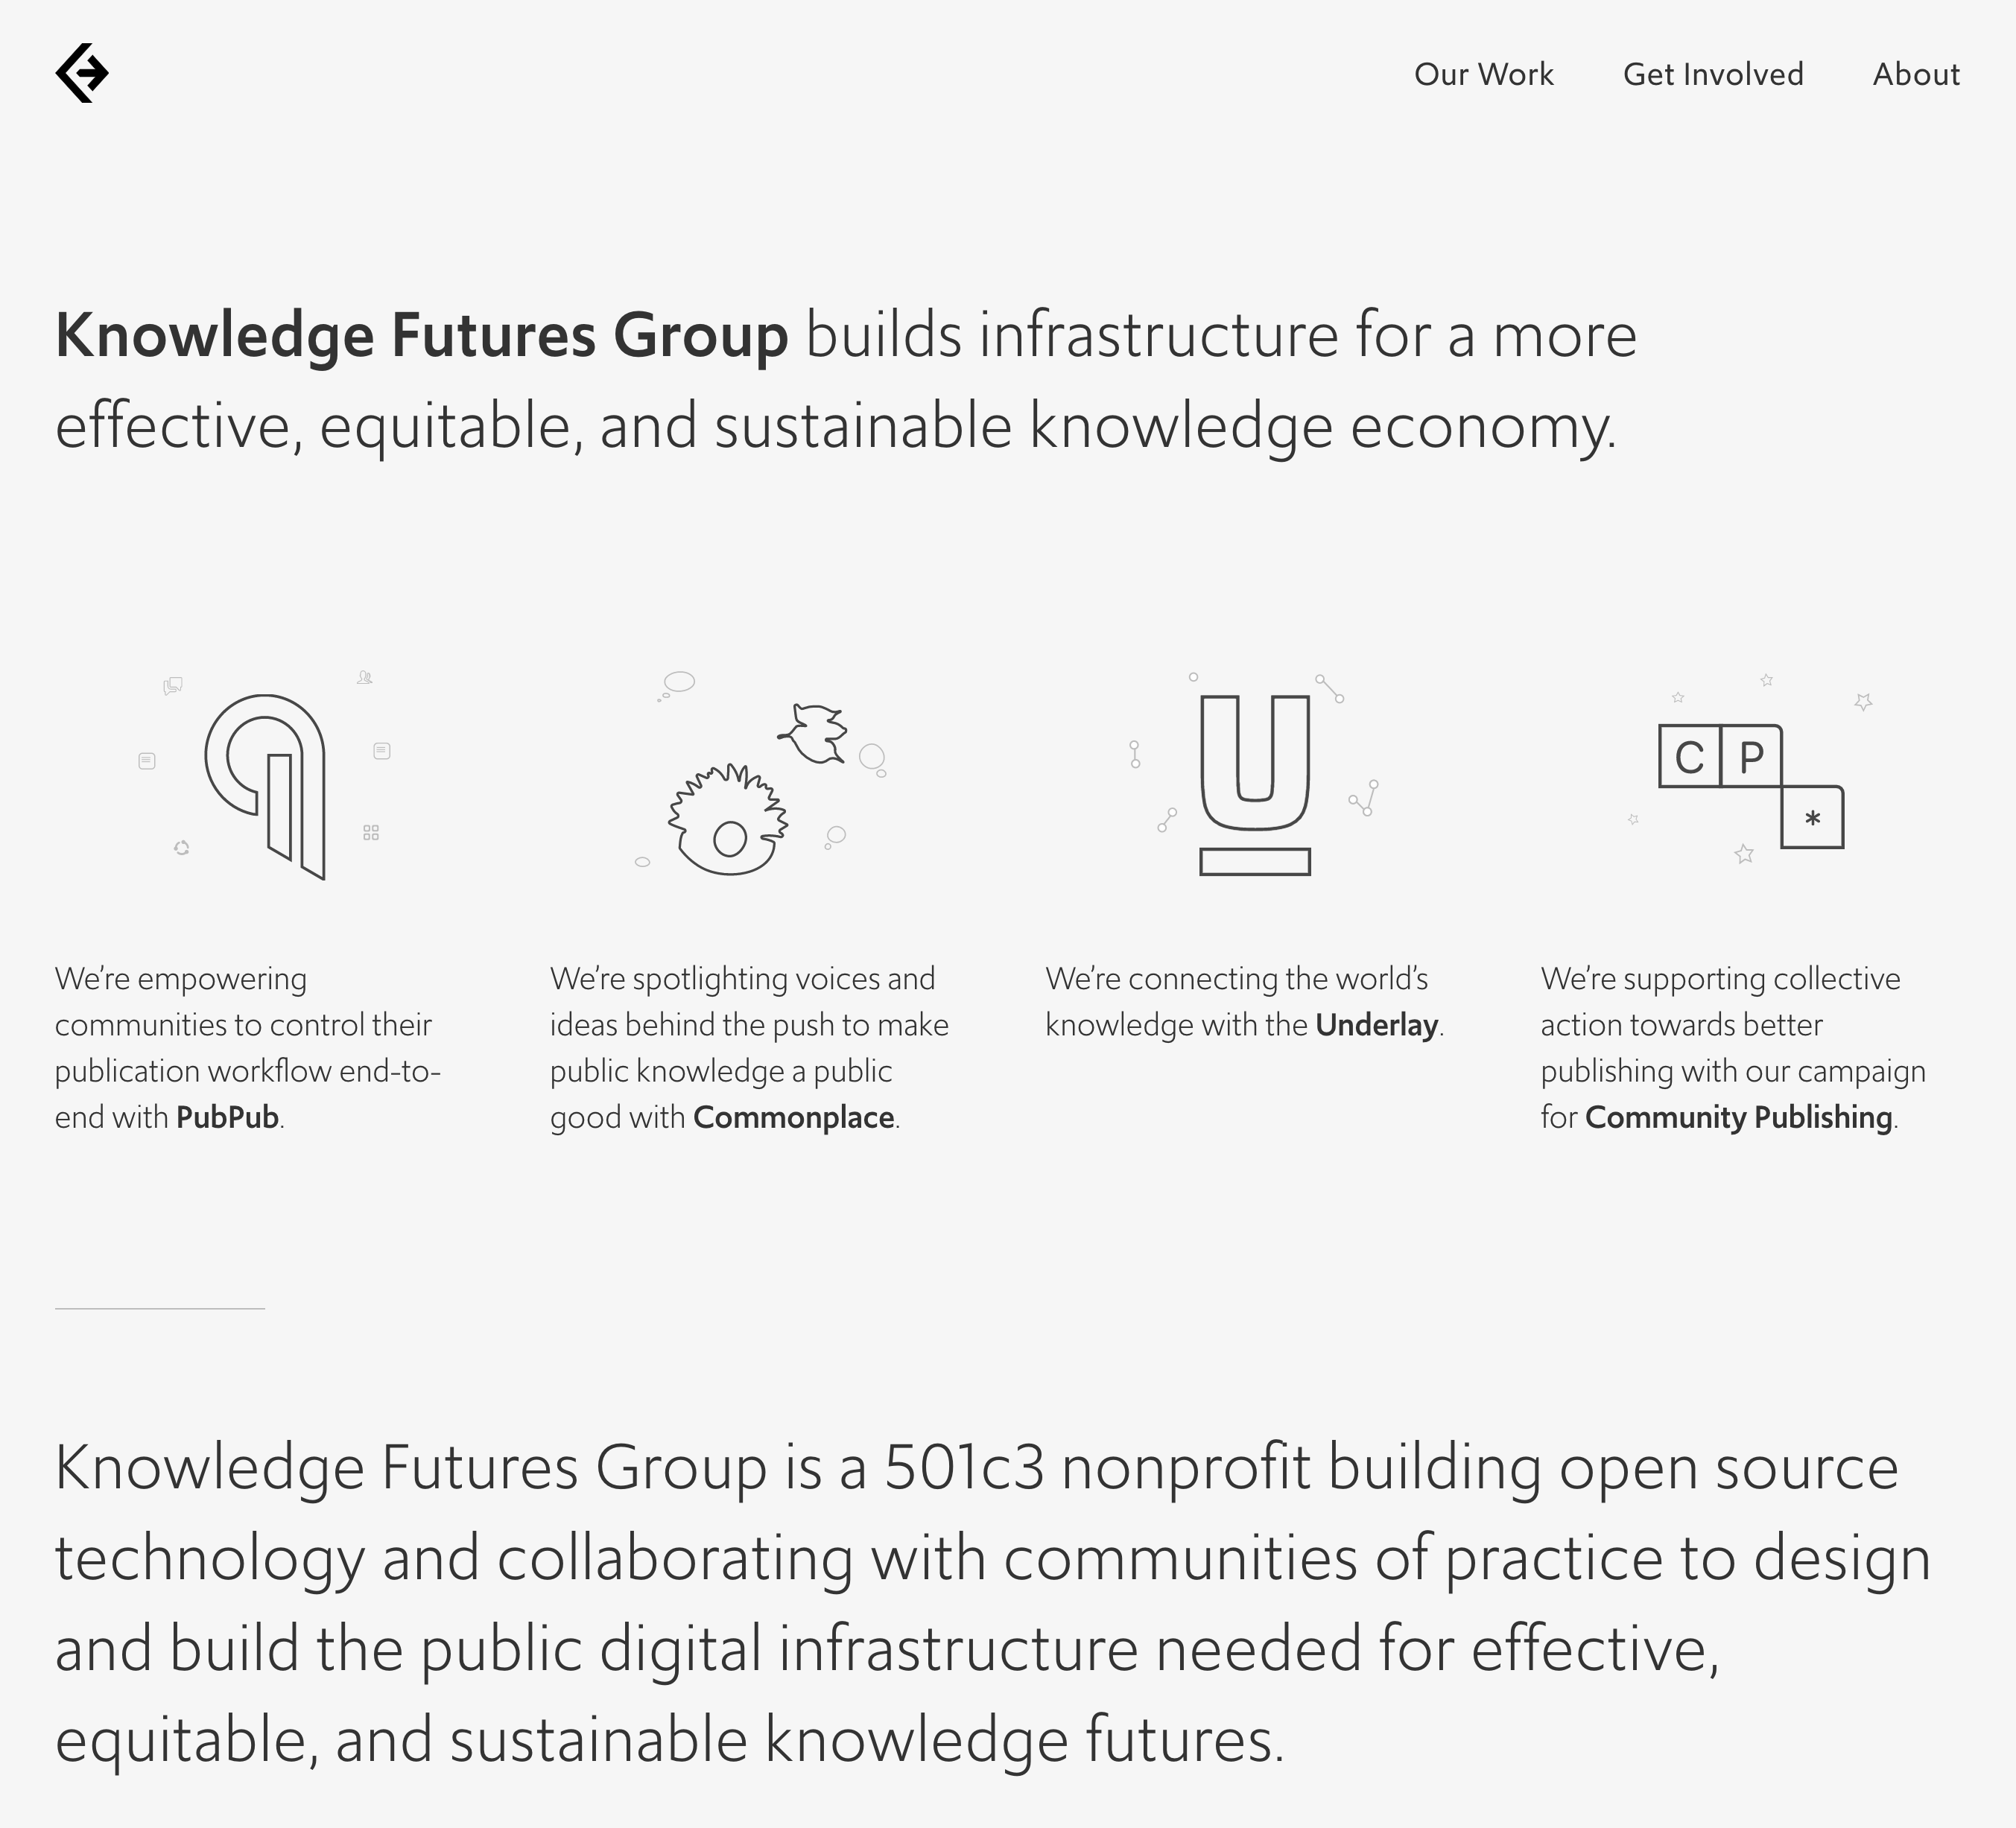 Our Work
Get Involved
About
Knowledge Futures Group builds infrastructure for a more
effective, equitable, and sustainable knowledge economy.
U
C P
*
We’re empowering
communities to control their
publication workflow end-to-
end with PubPub.
We’re spotlighting voices and
ideas behind the push to make
public knowledge a public
good with Commonplace.
We’re connecting the world’s
knowledge with the Underlay.
We’re supporting collective
action towards better
publishing with our campaign
for Community Publishing.
Knowledge Futures Group is a 501c3 nonprofit building open source
technology and collaborating with communities of practice to design
and build the public digital infrastructure needed for effective,
equitable, and sustainable knowledge futures.